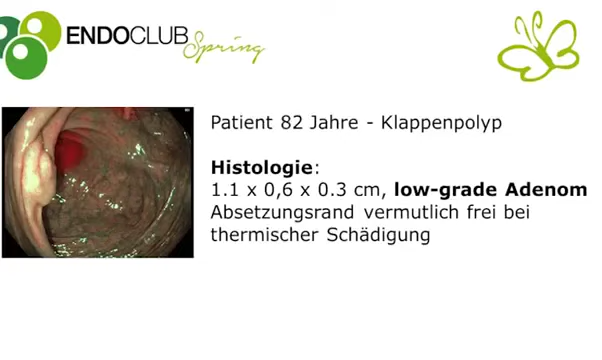 ENDOCLUB Spring
Patient 82 Jahre - Klappenpolyp
Histologie:
1.1 x 0,6 x 0.3 cm, low-grade Adenom
Absetzungsrand vermutlich frei bei
thermischer Schädigung